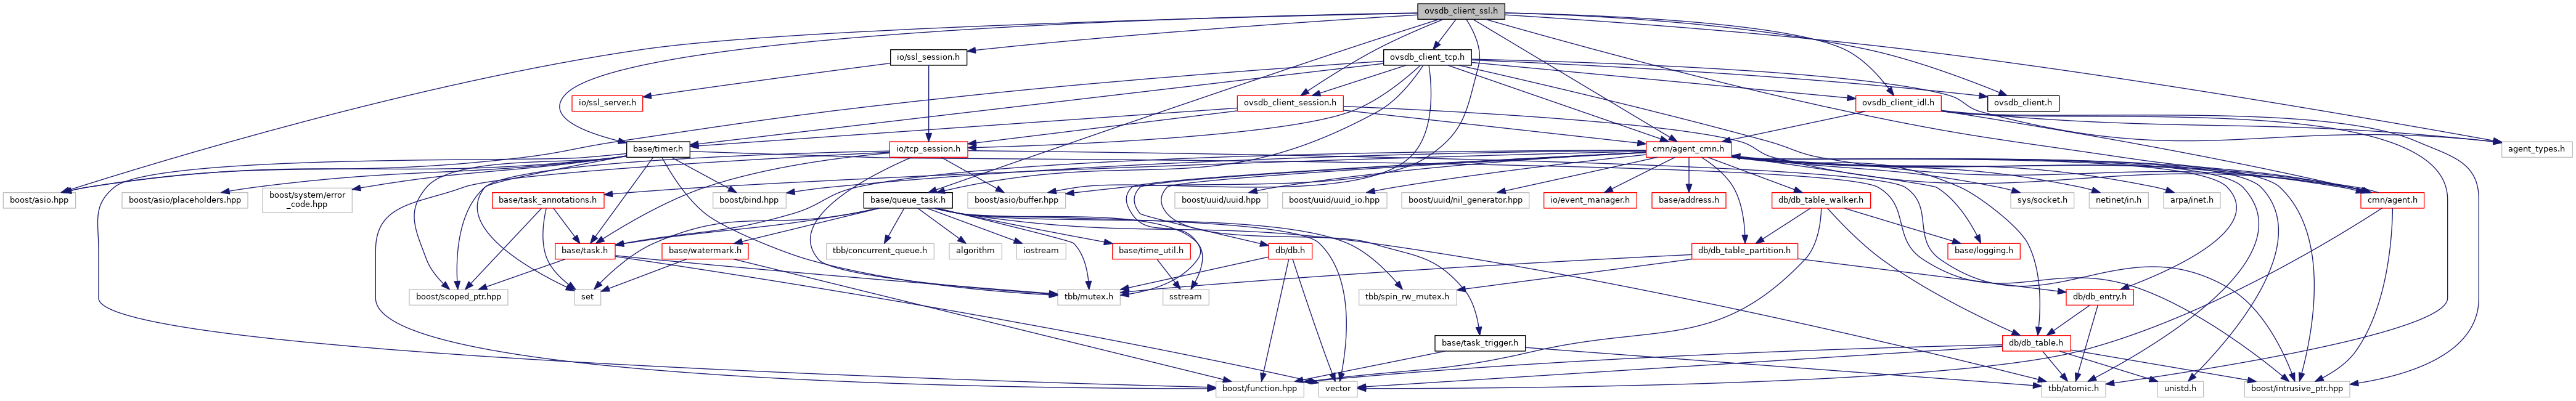 ovsdb_client_ssl.h
io/ssl_session.h
ovsdb_client_tcp.h
io/ssl_server.h
ovsdb_client_session.h
ovsdb_client_idl.h
ovsdb_client.h
base/timer.h
io/tcp_session.h
cmn/agent_cmn.h
agent_types.h
boost/asio.hpp
boost/asio/placeholders.hpp
boost/system/error
_code.hpp
base/task_annotations.h
boost/bind.hpp
base/queue_task.h
boost/asio/buffer.hpp
boost/uuid/uuid.hpp
boost/uuid/uuid_io.hpp
boost/uuid/nil_generator.hpp
io/event_manager.h
base/address.h
db/db_table_walker.h
sys/socket.h
netinet/in.h
arpa/inet.h
cmn/agent.h
base/task.h
base/watermark.h
tbb/concurrent_queue.h
algorithm
iostream
base/time_util.h
db/db.h
db/db_table_partition.h
base/logging.h
boost/scoped_ptr.hpp
set
tbb/mutex.h
sstream
tbb/spin_rw_mutex.h
db/db_entry.h
base/task_trigger.h
db/db_table.h
boost/function.hpp
vector
tbb/atomic.h
unistd.h
boost/intrusive_ptr.hpp